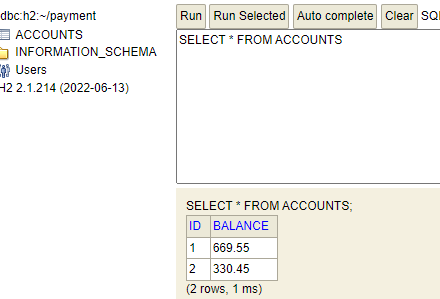 dbc:h2:~/payment
ACCOUNTS
INFORMATION_SCHEMA
Users
H2 2.1.214 (2022-06-13)
Run Run Selected Auto complete Clear SQ
SELECT * FROM ACCOUNTS
SELECT * FROM ACCOUNTS;
ID BALANCE
1 669.55
2 330.45
(2 rows, 1 ms)